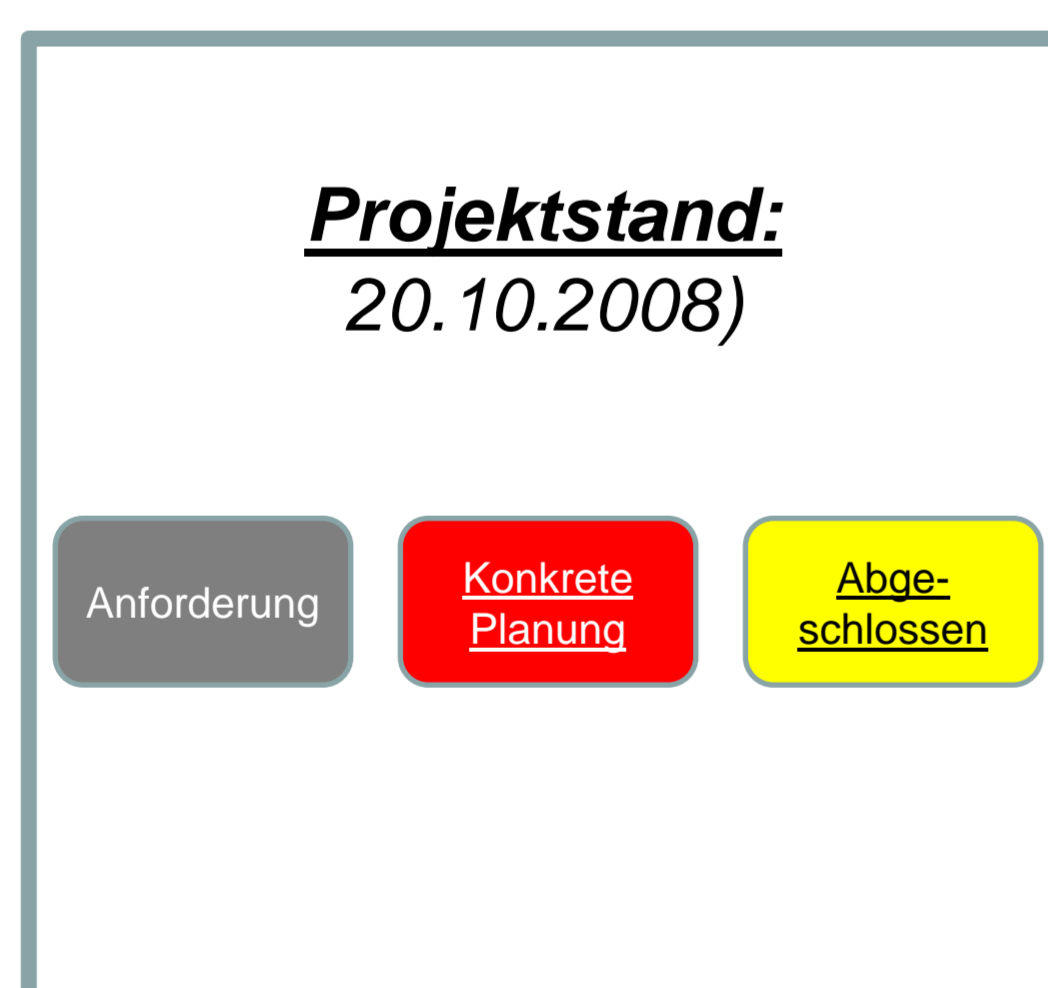 Projektstand:
20.10.2008)
Anforderung
Konkrete
Planung
Abge-
schlossen